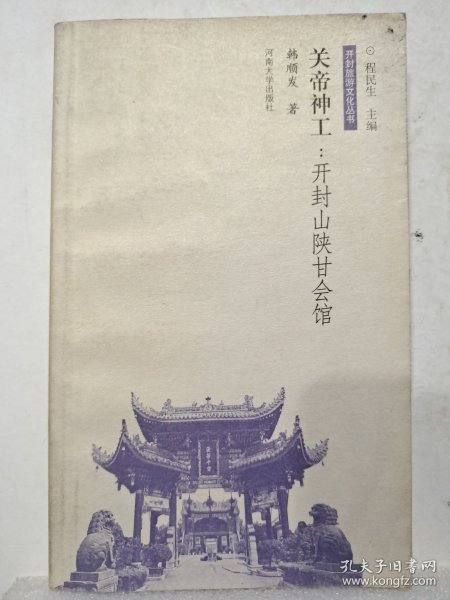 ⊙ 程民生 主编
开封旅游文化丛书
关帝神工：开封山陕甘会馆
韩顺发 著
河南大学出版社
孔夫子旧书网
www.kongfz.com